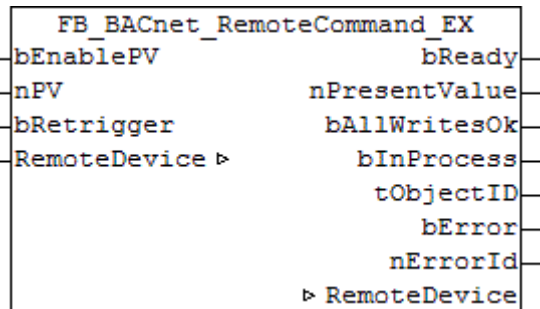 FB_BACnet_RemoteCommand_EX
bEnablePV bReady
nPV nPresentValue
bRetrigger bAllWritesOk
RemoteDevice ▷ bInProcess
tObjectID
bError
nErrorId
▷ RemoteDevice